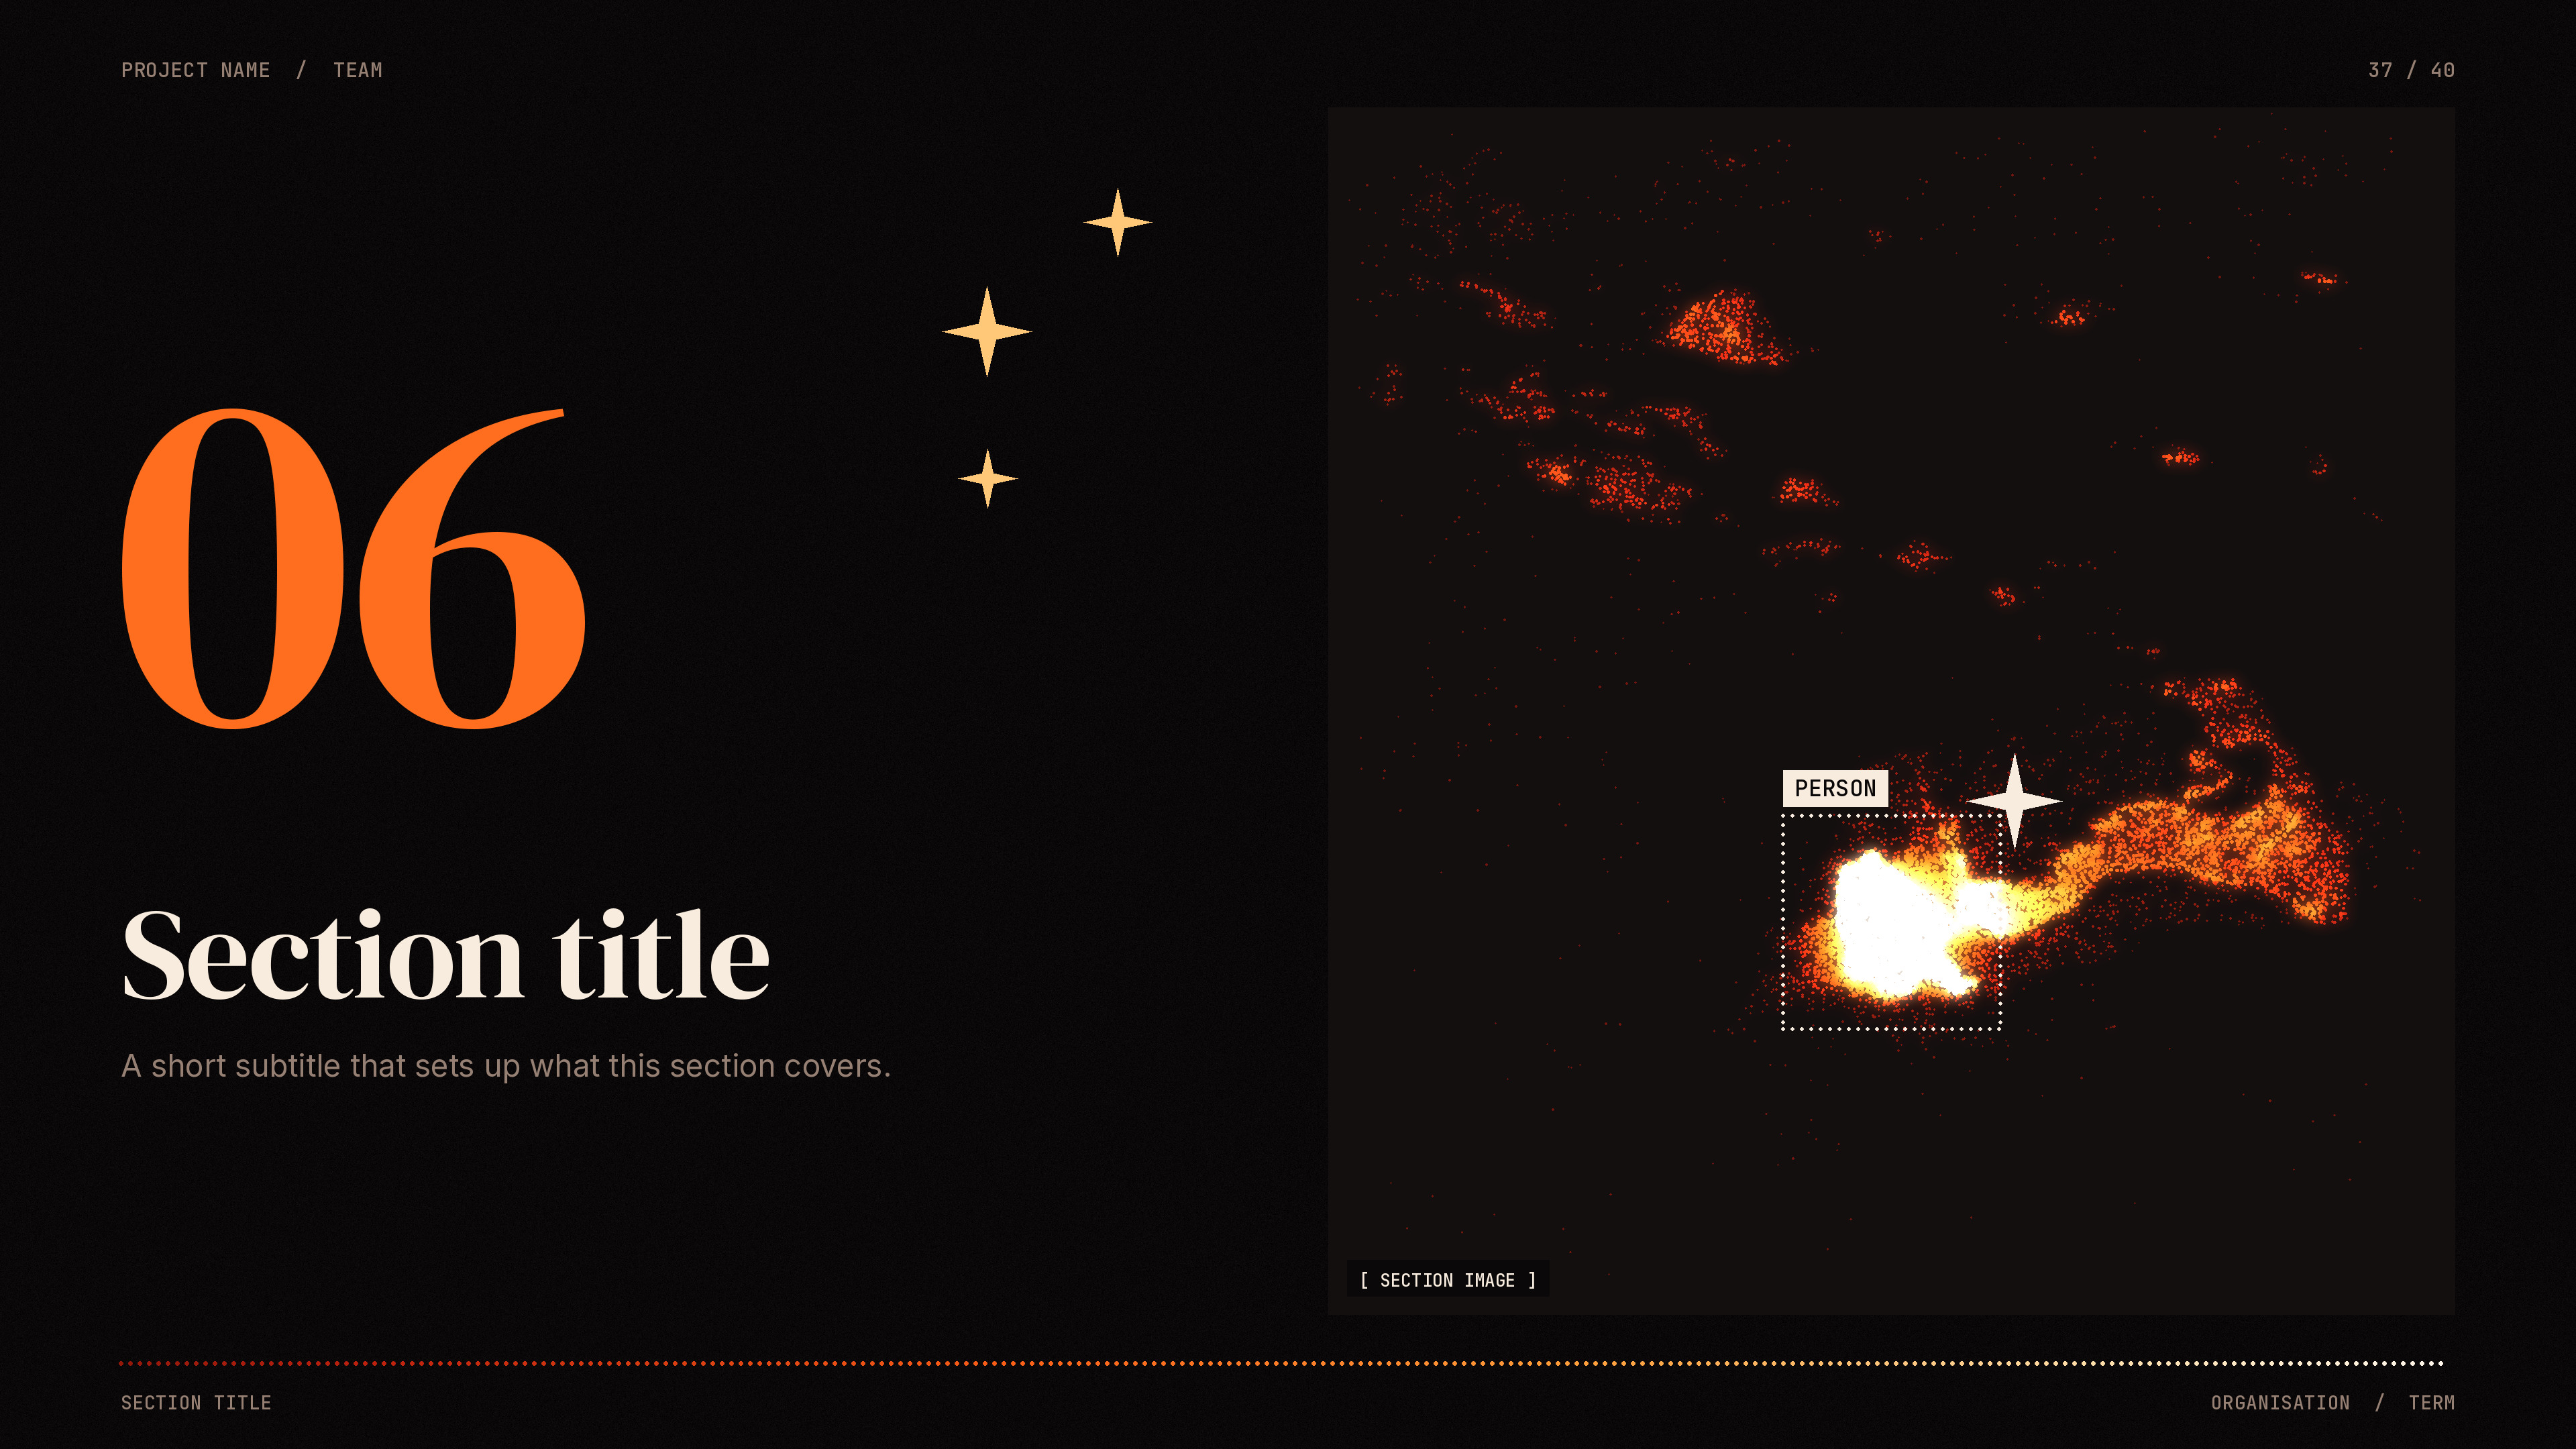 PROJECT NAME / TEAM
37 / 40
06
Section title
A short subtitle that sets up what this section covers.
PERSON
[ SECTION IMAGE ]
SECTION TITLE
ORGANISATION / TERM